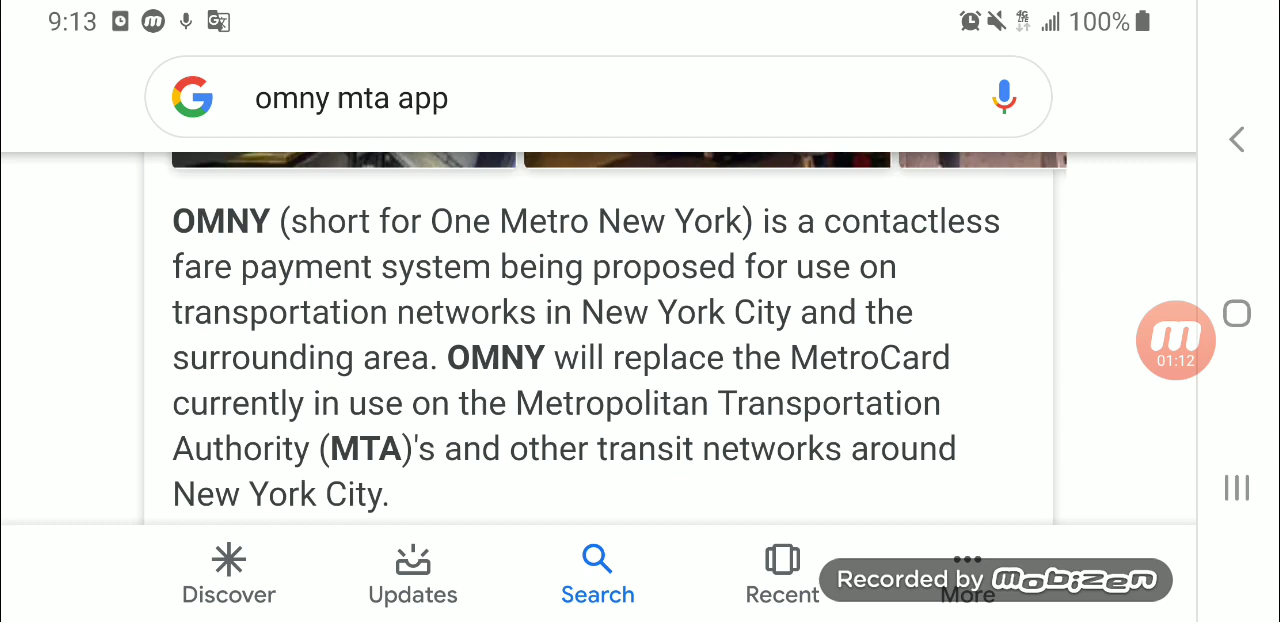 9:13
4G LTE 100%
omny mta app
OMNY (short for One Metro New York) is a contactless
fare payment system being proposed for use on
transportation networks in New York City and the
surrounding area. OMNY will replace the MetroCard
currently in use on the Metropolitan Transportation
Authority (MTA)'s and other transit networks around
New York City.
01:12
Discover
Updates
Search
Recent
More
Recorded by mobizen